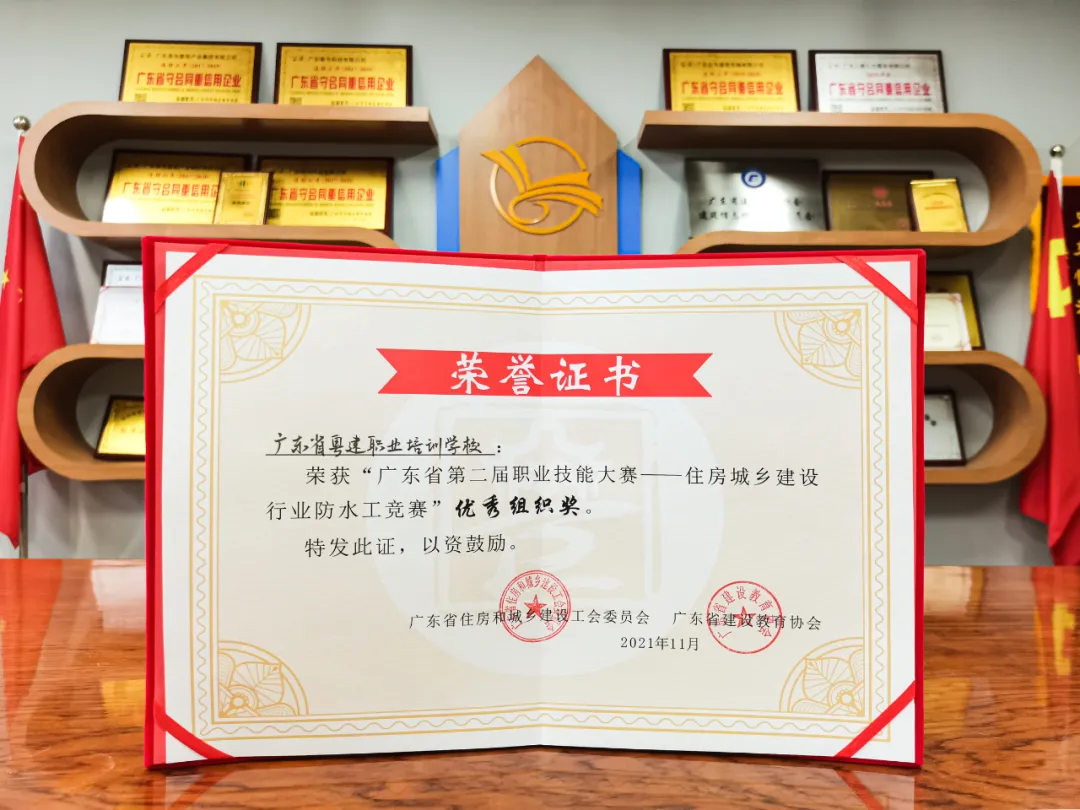 广东省守合同重信用企业
广东省守合同重信用企业
广东省守合同重信用企业
广东省守合同重信用企业
广东省守合同重信用企
广东省守合同重信用企业
荣誉证书
广东省粤建职业培训学校：
荣获“广东省第二届职业技能大赛——住房城乡建设
行业防水工竞赛”优秀组织奖。
特发此证，以资鼓励。
广东省住房和城乡建设工会委员会 广东省建设教育协会
2021年11月